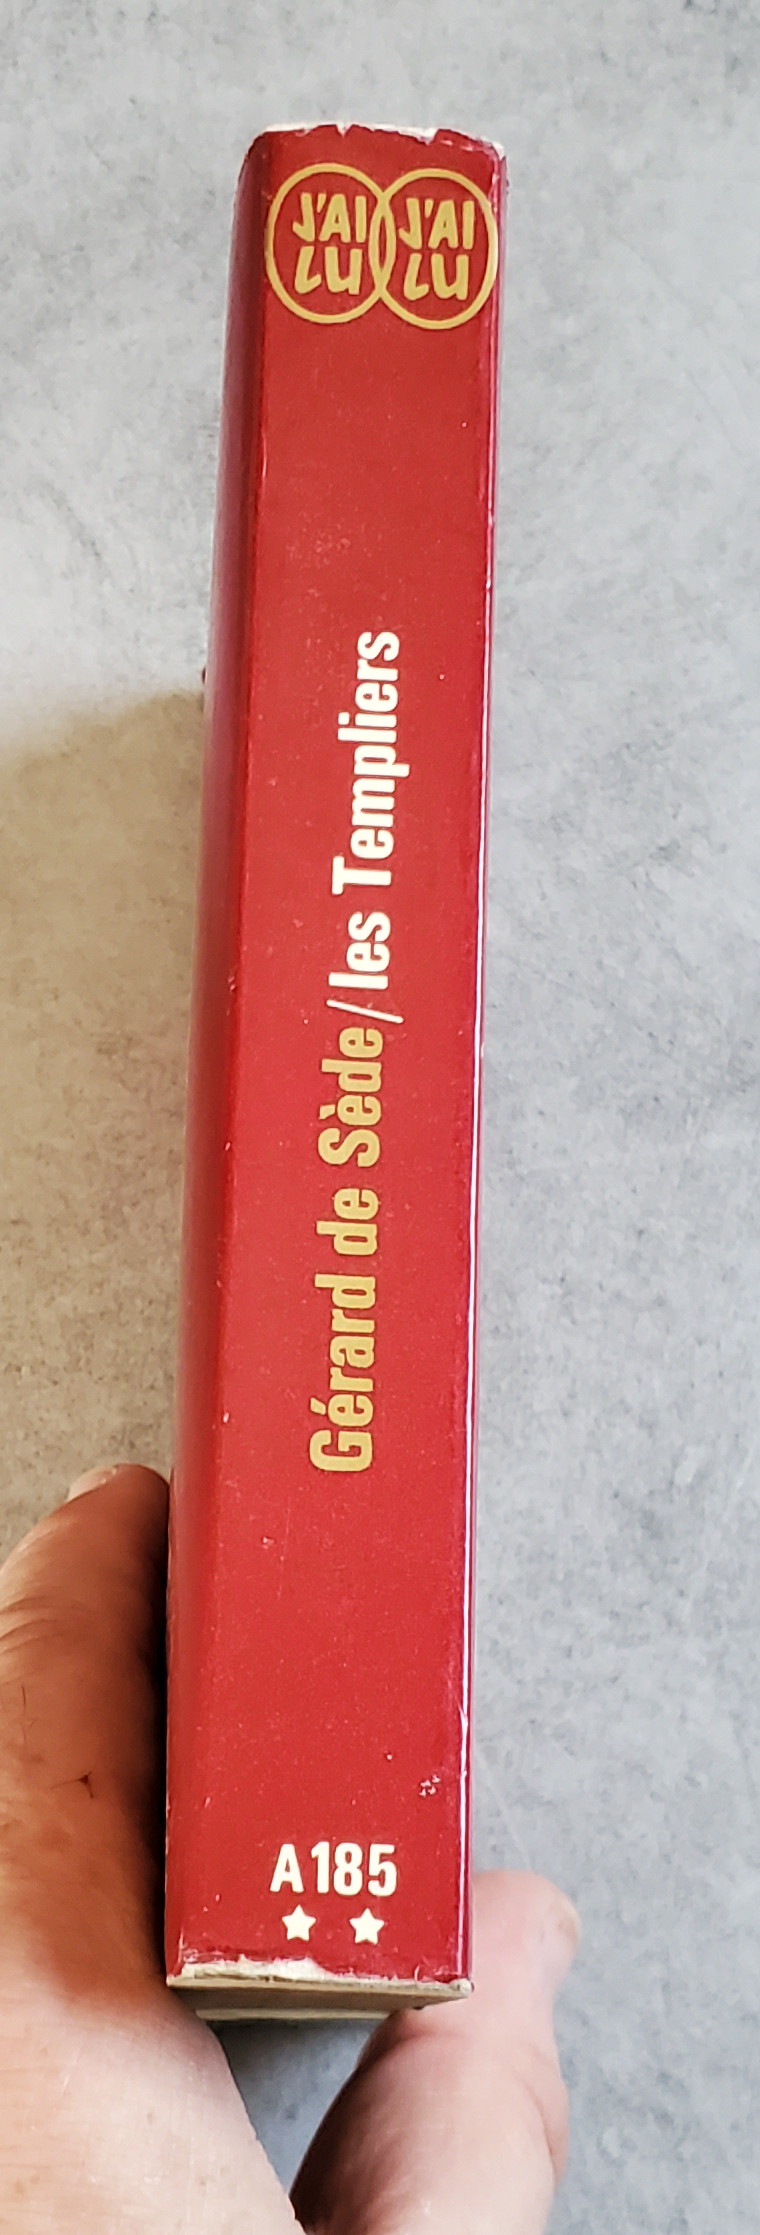 J'AI
LU
J'AI
LU
Gérard de Sède/les Templiers
A185